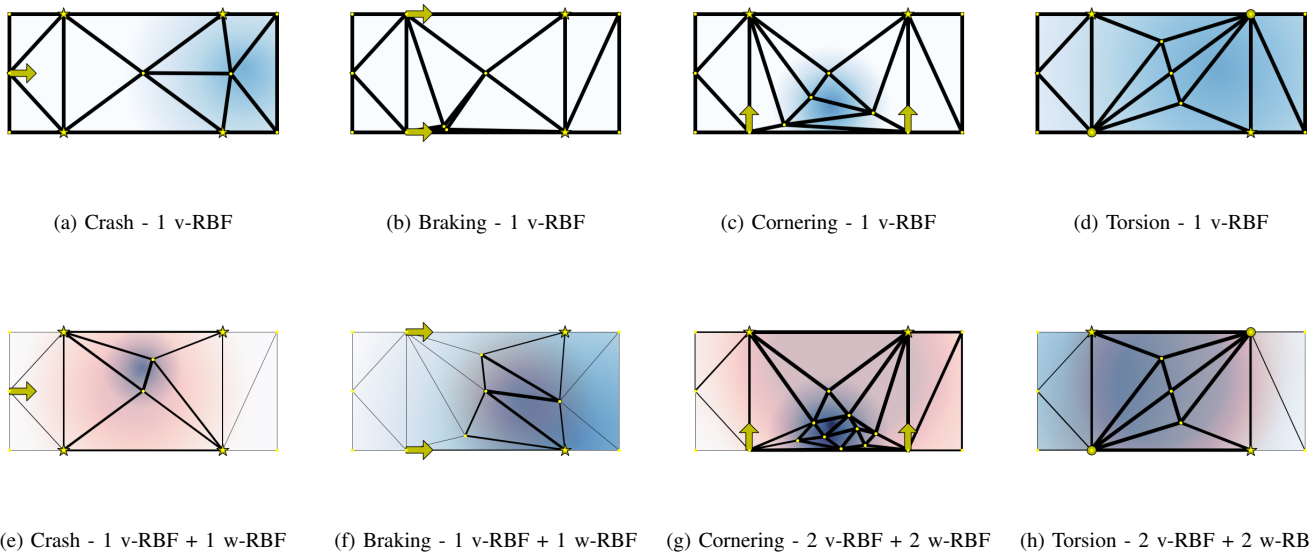 (a) Crash - 1 v-RBF
(b) Braking - 1 v-RBF
(c) Cornering - 1 v-RBF
(d) Torsion - 1 v-RBF
(e) Crash - 1 v-RBF + 1 w-RBF
(f) Braking - 1 v-RBF + 1 w-RBF
(g) Cornering - 2 v-RBF + 2 w-RBF
(h) Torsion - 2 v-RBF + 2 w-RB